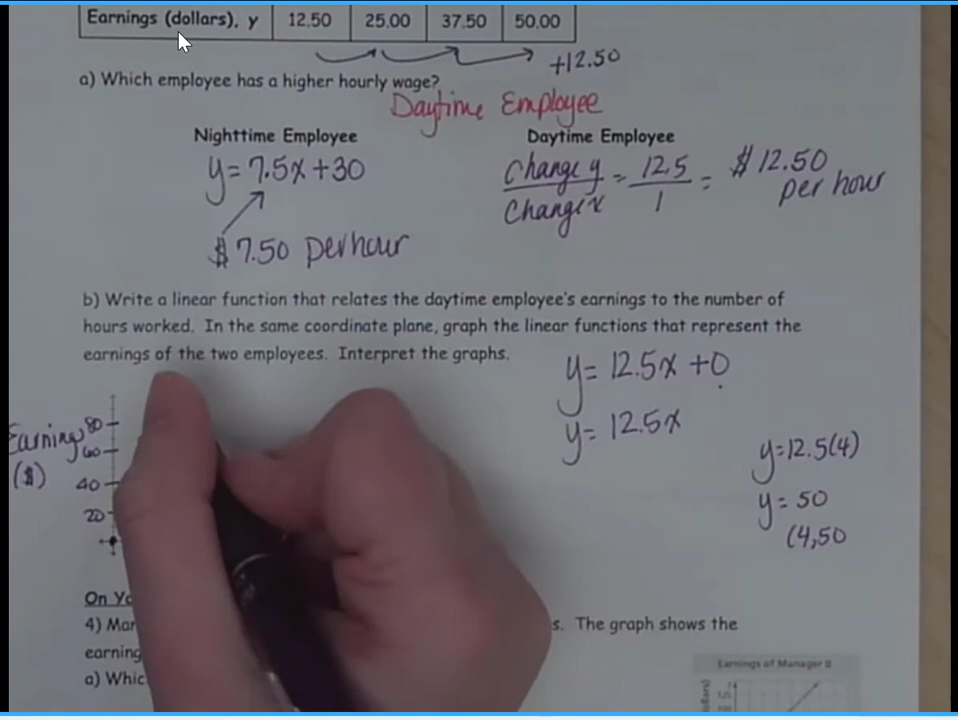 Earnings (dollars), y 12.50 25.00 37.50 50.00
+12.50
a) Which employee has a higher hourly wage?
Daytime Employee
Nighttime Employee Daytime Employee
y = 7.5x + 30
change y / change x = 12.5 / 1 = $12.50 per hour
$7.50 per hour
b) Write a linear function that relates the daytime employee's earnings to the number of
hours worked. In the same coordinate plane, graph the linear functions that represent the
earnings of the two employees. Interpret the graphs.
y = 12.5x + 0
y = 12.5x
Earnings
($)
80
60
40
20
y = 12.5(4)
y = 50
(4,50
On
4)
s. The graph shows the
earning
a)
Earnings of Manager B